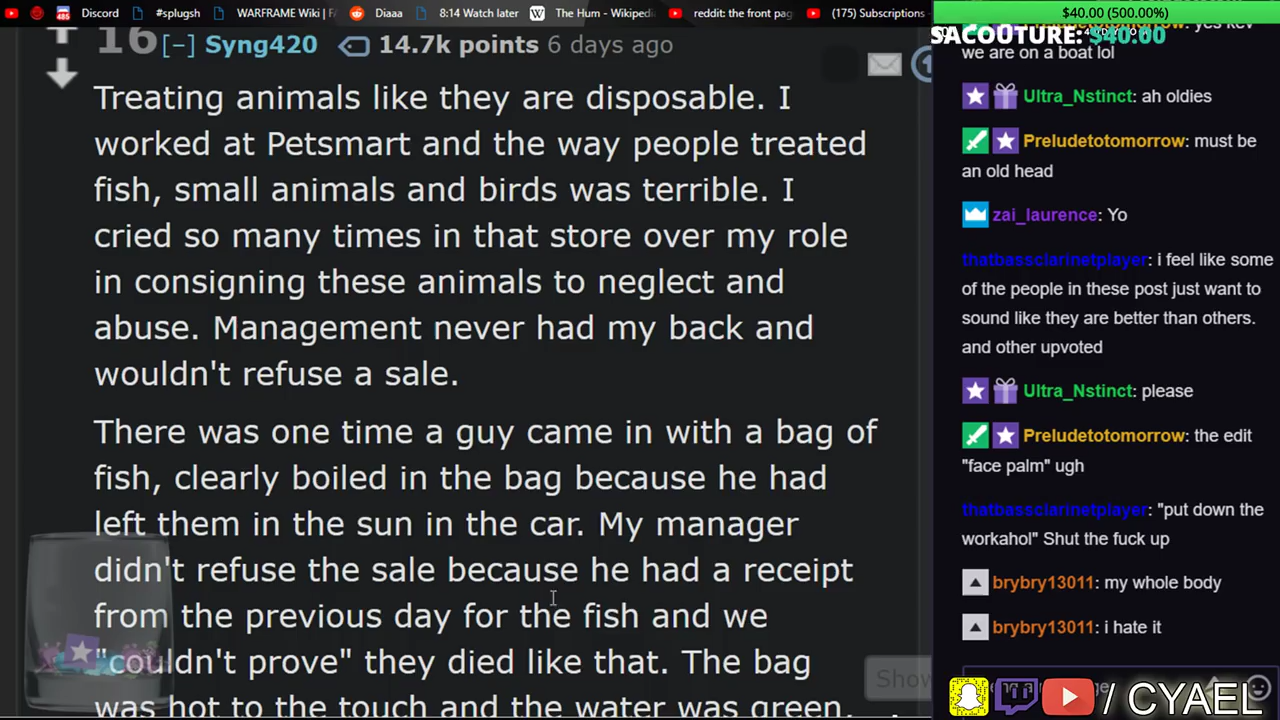 Discord
#splugsh
WARFRAME Wiki | FA
Diaaa
8:14 Watch later
The Hum - Wikipedi
reddit: the front pag
(175) Subscriptions -
$40.00 (500.00%)
SACOUTURE: $40.00
16 [–] Syng420 14.7k points 6 days ago
Treating animals like they are disposable. I
worked at Petsmart and the way people treated
fish, small animals and birds was terrible. I
cried so many times in that store over my role
in consigning these animals to neglect and
abuse. Management never had my back and
wouldn't refuse a sale.
There was one time a guy came in with a bag of
fish, clearly boiled in the bag because he had
left them in the sun in the car. My manager
didn't refuse the sale because he had a receipt
from the previous day for the fish and we
"couldn't prove" they died like that. The bag
was hot to the touch and the water was green,
Show
yes kev
we are on a boat lol
Ultra_Nstinct: ah oldies
Preludetotomorrow: must be
an old head
zai_laurence: Yo
thatbassclarinetplayer: i feel like some
of the people in these post just want to
sound like they are better than others.
and other upvoted
Ultra_Nstinct: please
Preludetotomorrow: the edit
"face palm" ugh
thatbassclarinetplayer: "put down the
workahol" Shut the fuck up
brybry13011: my whole body
brybry13011: i hate it
/ CYAEL